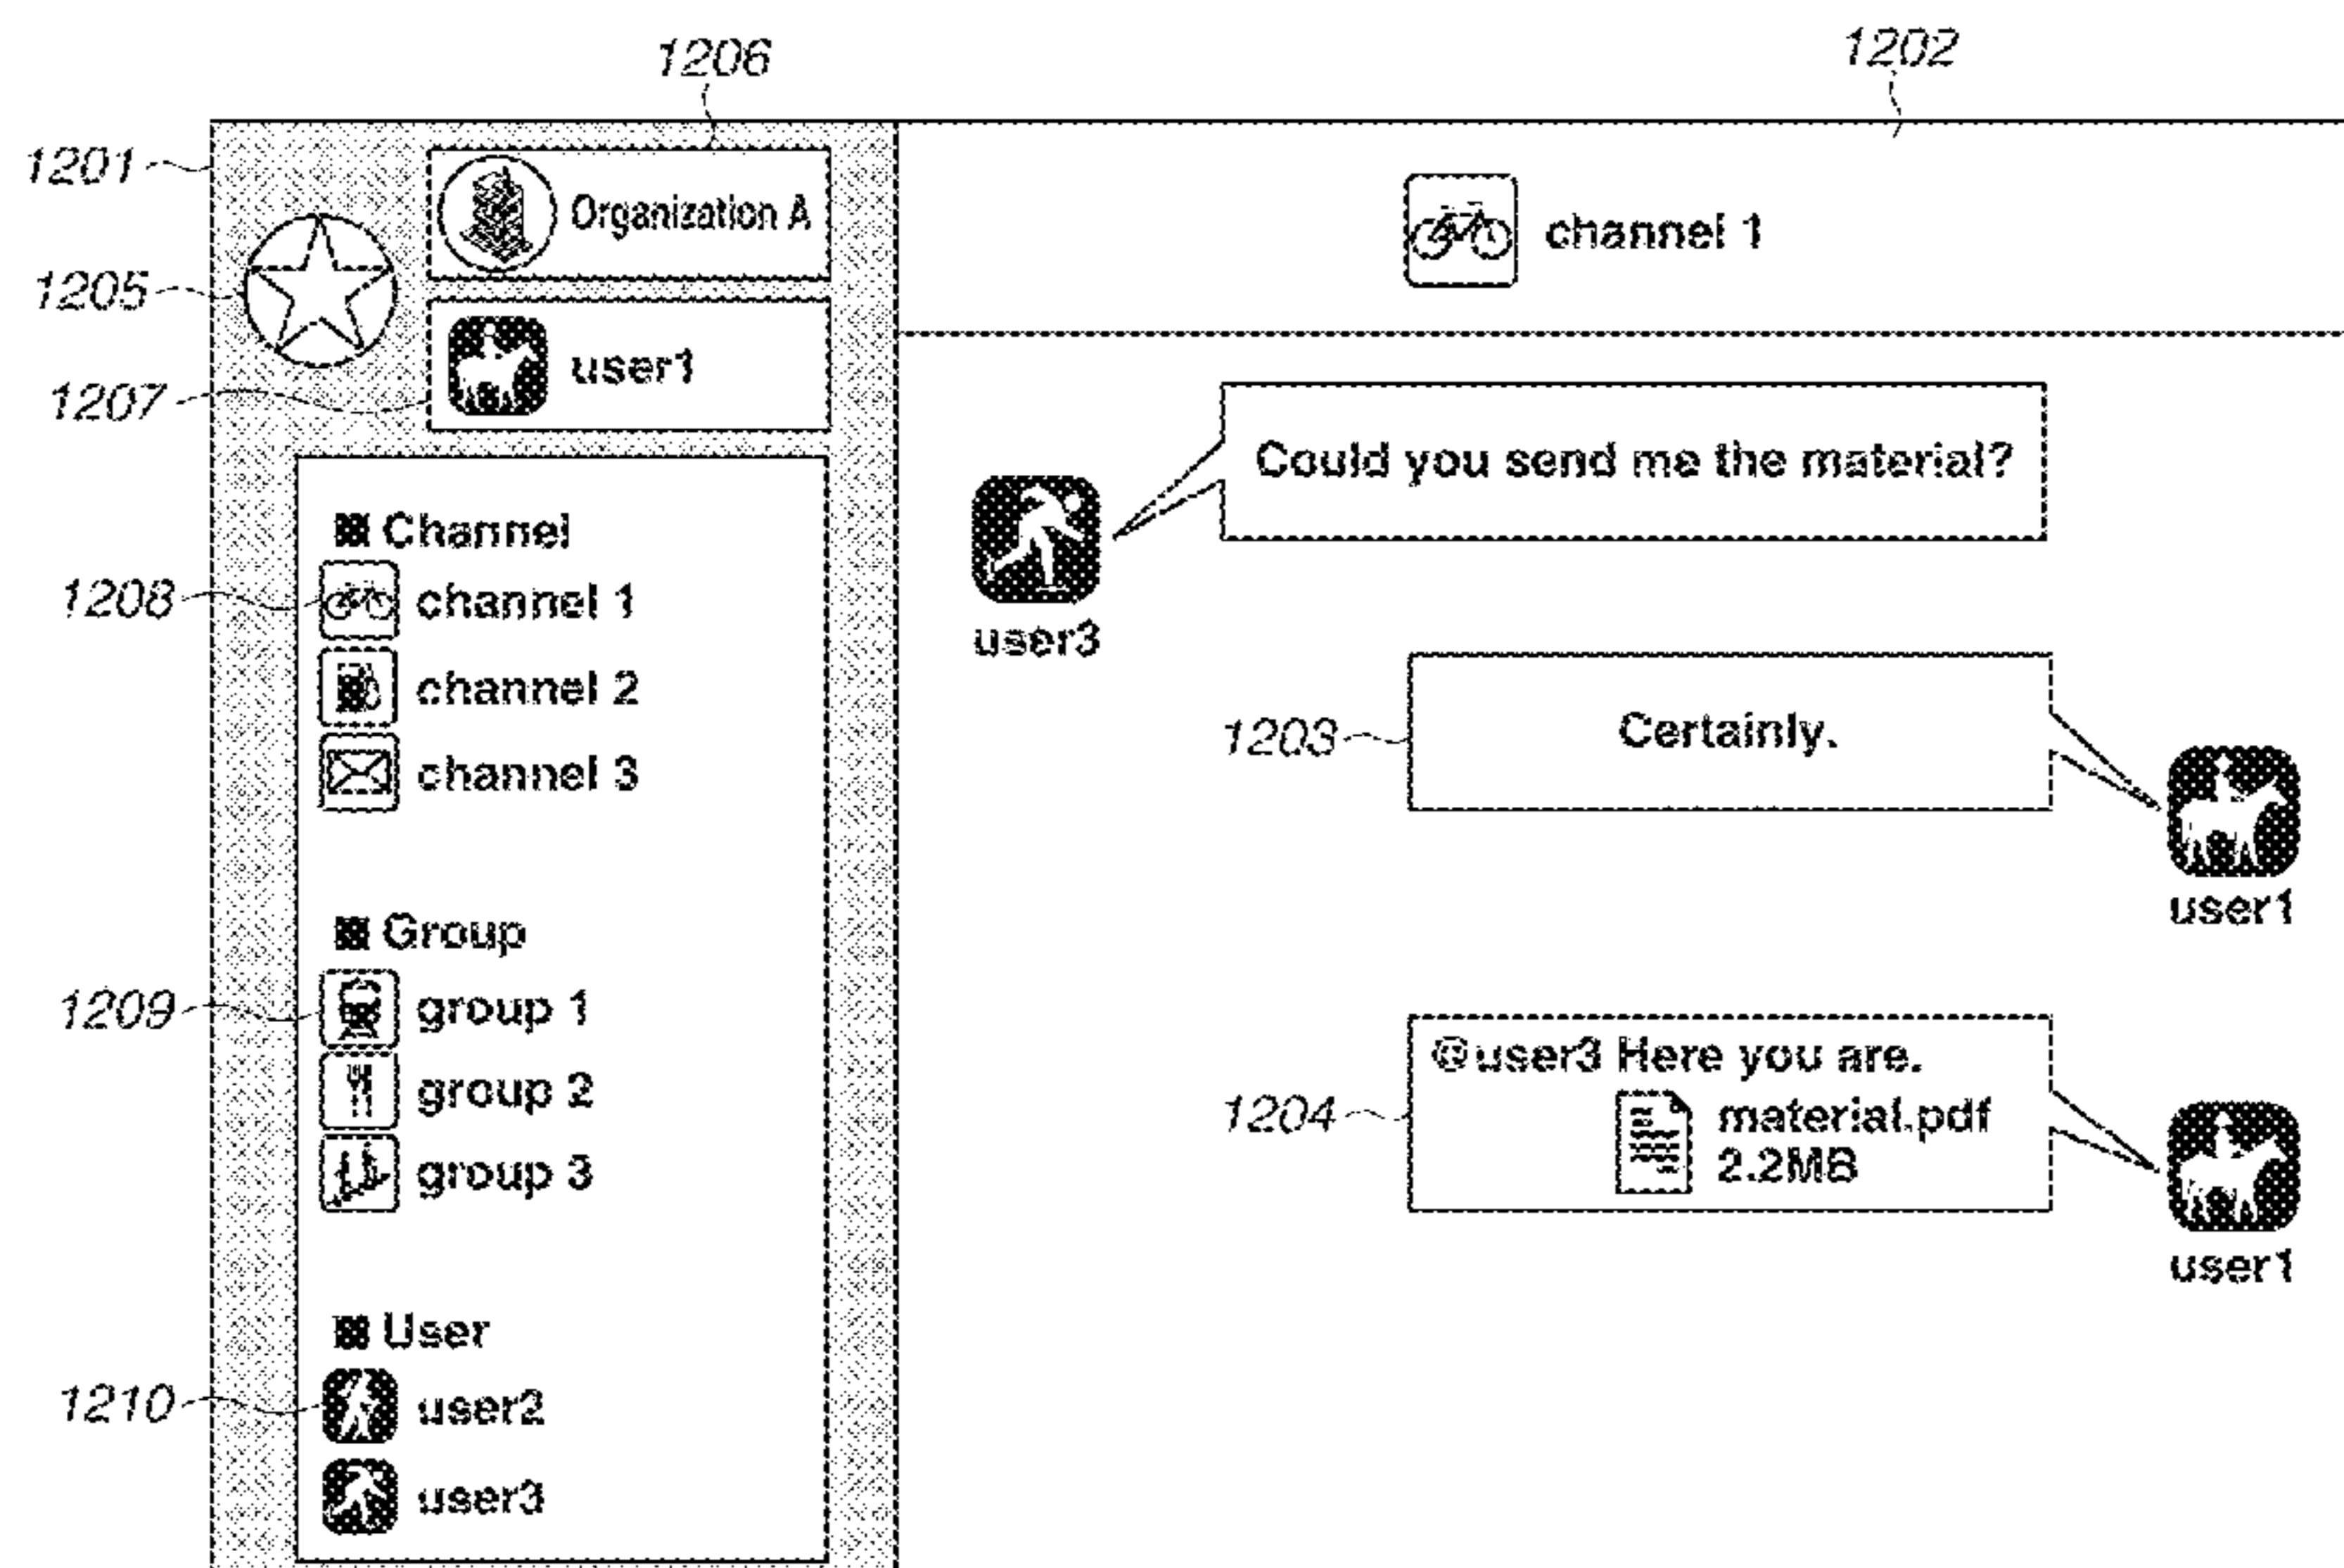 1206
1202
1201
Organization A
channel 1
1205
user1
1207
Could you send me the material?
Channel
1208
channel 1
user3
channel 2
1203
Certainly.
channel 3
user1
Group
1209
group 1
@user3 Here you are.
group 2
1204
material.pdf
2.2MB
group 3
user1
User
1210
user2
user3